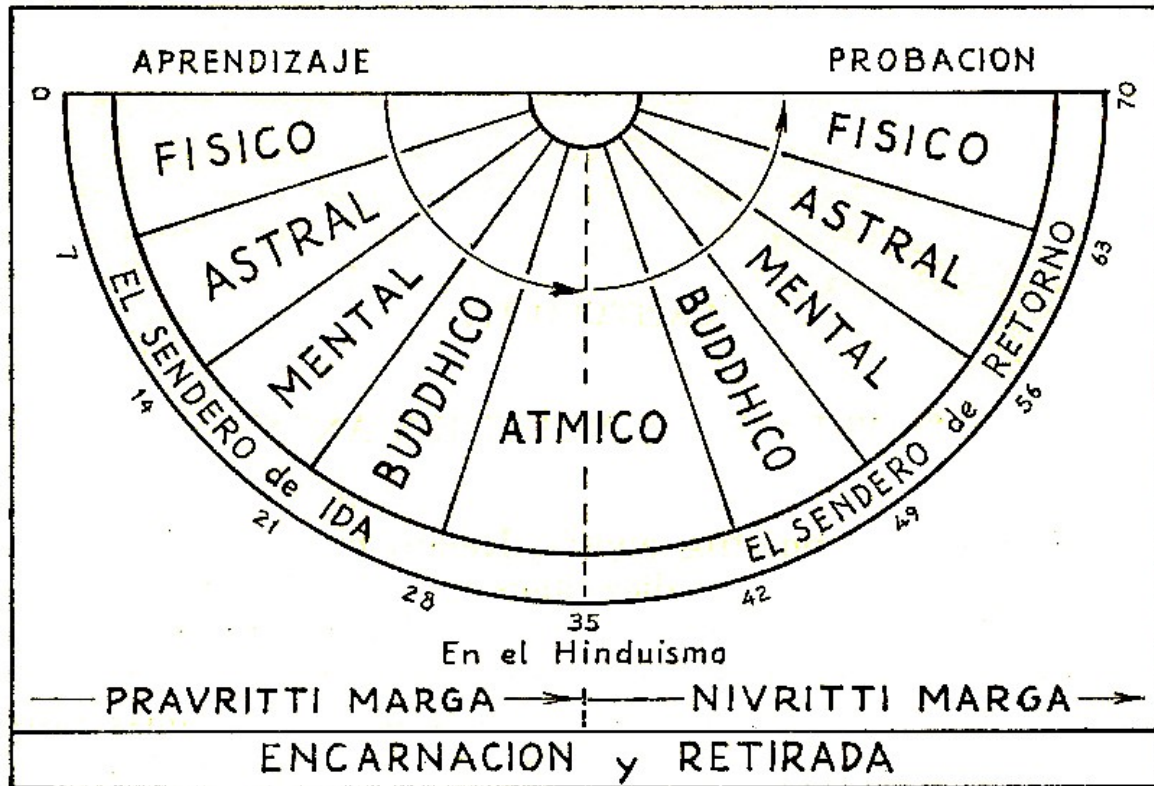 APRENDIZAJE
PROBACION
0
70
FISICO
FISICO
ASTRAL
ASTRAL
MENTAL
MENTAL
BUDDHICO
BUDDHICO
ATMICO
EL SENDERO de IDA
EL SENDERO de RETORNO
7
14
21
28
35
42
49
56
63
En el Hinduismo
PRAVRITTI MARGA
NIVRITTI MARGA
ENCARNACION y RETIRADA